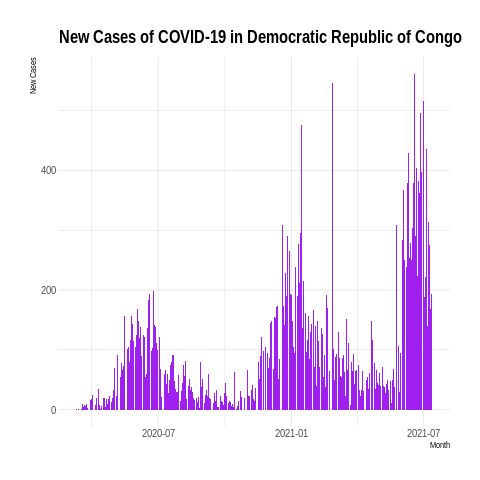 New Cases of COVID-19 in Democratic Republic of Congo
New Cases
400
200
0
2020-07
2021-01
2021-07
Month